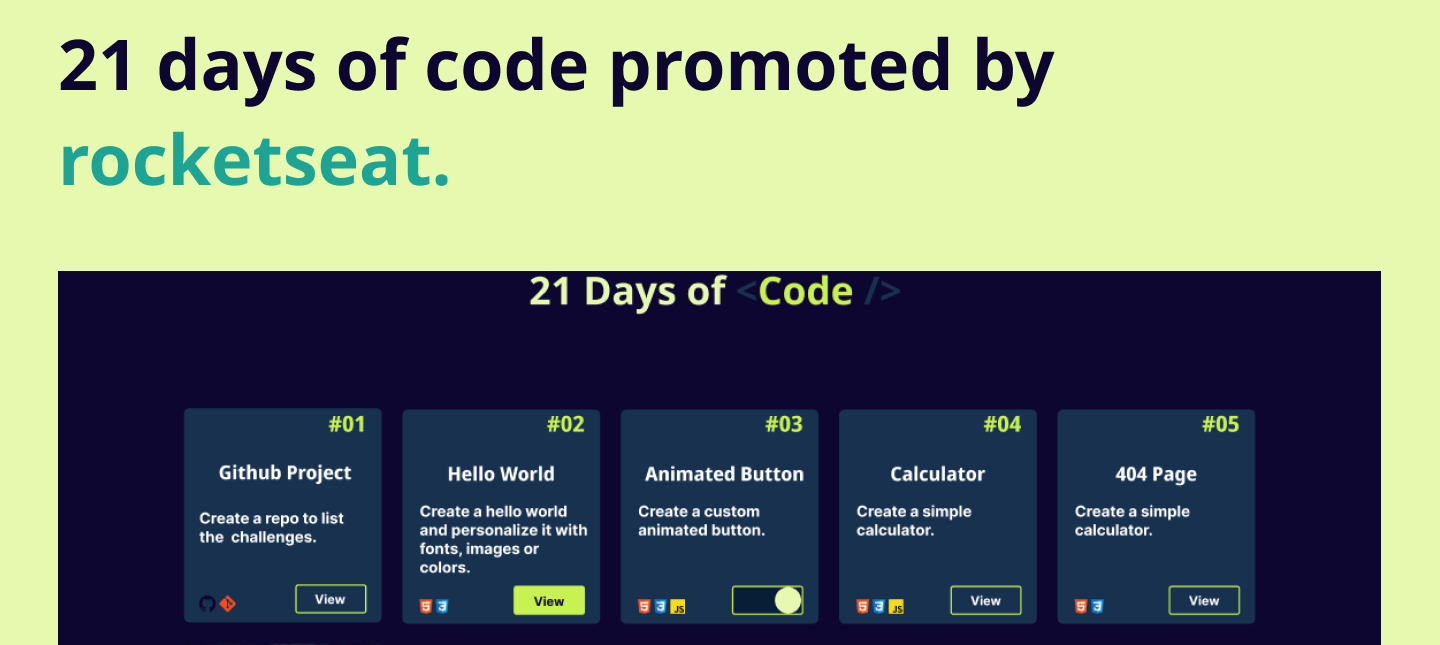 21 days of code promoted by
rocketseat.
21 Days of <Code />
#01
Github Project
Create a repo to list
the  challenges.
View
#02
Hello World
Create a hello world
and personalize it with
fonts, images or
colors.
View
#03
Animated Button
Create a custom
animated button.
JS
#04
Calculator
Create a simple
calculator.
JS
View
#05
404 Page
Create a simple
calculator.
View